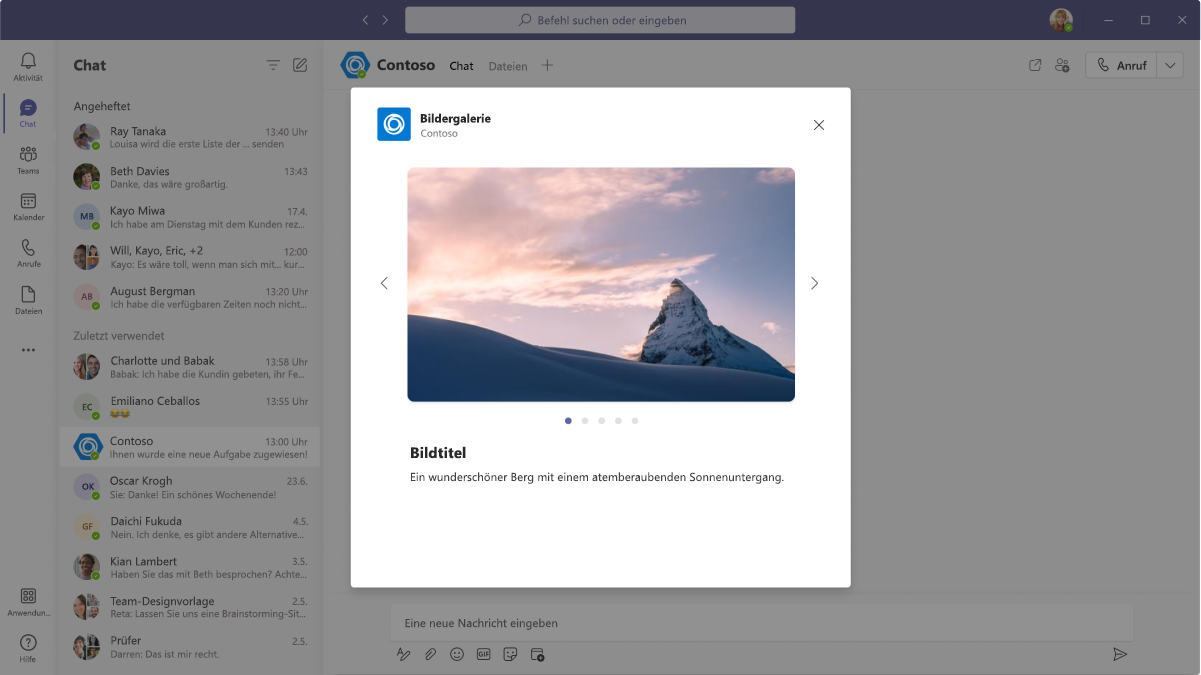 Befehl suchen oder eingeben
Aktivität
Chat
Teams
Kalender
Anrufe
Dateien
Anwendun...
Hilfe
Chat
Angeheftet
Ray Tanaka 13:40 Uhr
Louisa wird die erste Liste der ... senden
Beth Davies 13:43
Danke, das wäre großartig.
MB Kayo Miwa 17.4.
Ich habe am Dienstag mit dem Kunden rez...
Will, Kayo, Eric, +2 12:00
Kayo: Es wäre toll, wenn man sich mit... kur...
AB August Bergman 13:20 Uhr
Ich habe die verfügbaren Zeiten noch nicht...
Zuletzt verwendet
Charlotte und Babak 13:58 Uhr
Babak: Ich habe die Kundin gebeten, ihr Fe...
EC Emiliano Ceballos 13:55 Uhr
😂😂
Contoso 13:00 Uhr
Ihnen wurde eine neue Aufgabe zugewiesen!
OK Oscar Krogh 23.6.
Sie: Danke! Ein schönes Wochenende!
GF Daichi Fukuda 4.5.
Nein. Ich denke, es gibt andere Alternative...
Kian Lambert 3.5.
Haben Sie das mit Beth besprochen? Achte...
Team-Designvorlage 2.5.
Reta: Lassen Sie uns eine Brainstorming-Sit...
Prüfer 2.5.
Darren: Das ist mir recht.
Contoso Chat Dateien
Anruf
Bildergalerie
Contoso
Bildtitel
Ein wunderschöner Berg mit einem atemberaubenden Sonnenuntergang.
Eine neue Nachricht eingeben
GIF